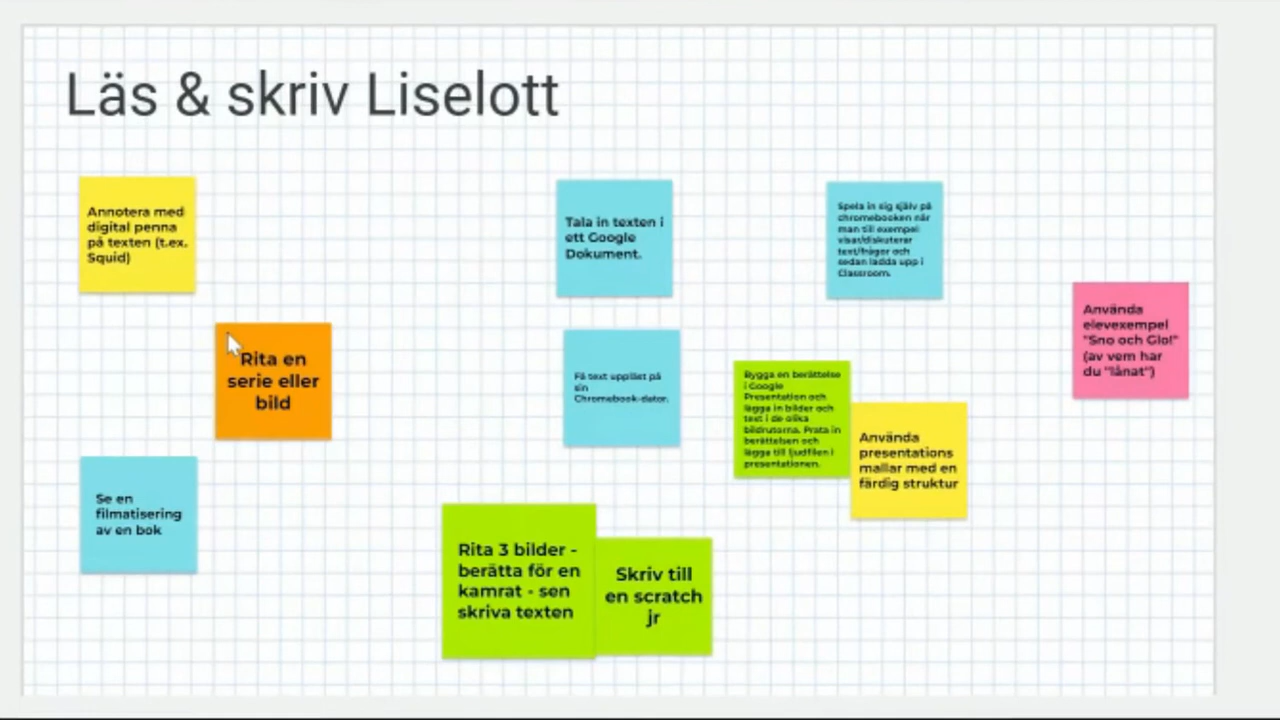 Läs & skriv Liselott
Annotera med
digital penna
på texten (t.ex.
Squid)
Rita en
serie eller
bild
Se en
filmatisering
av en bok
Tala in texten i
ett Google
Dokument.
Få text uppläst på
sin
Chromebook-dator.
Rita 3 bilder -
berätta för en
kamrat - sen
skriva texten
Skriv till
en scratch
jr
Spela in sig själv på
chromebooken når
man till exempel
visar/diskuterar
text/frågor och
sedan ladda upp i
Classroom.
Bygga en berättelse
i Google
Presentation och
lägga in bilder och
text i de olika
bildrutorna. Prata in
berättelsen och
lägga till ljudfilen i
presentationen.
Använda
presentations
mallar med en
färdig struktur
Använda
elevexempel
"Sno och Glo!"
(av vem har
du "lånat")